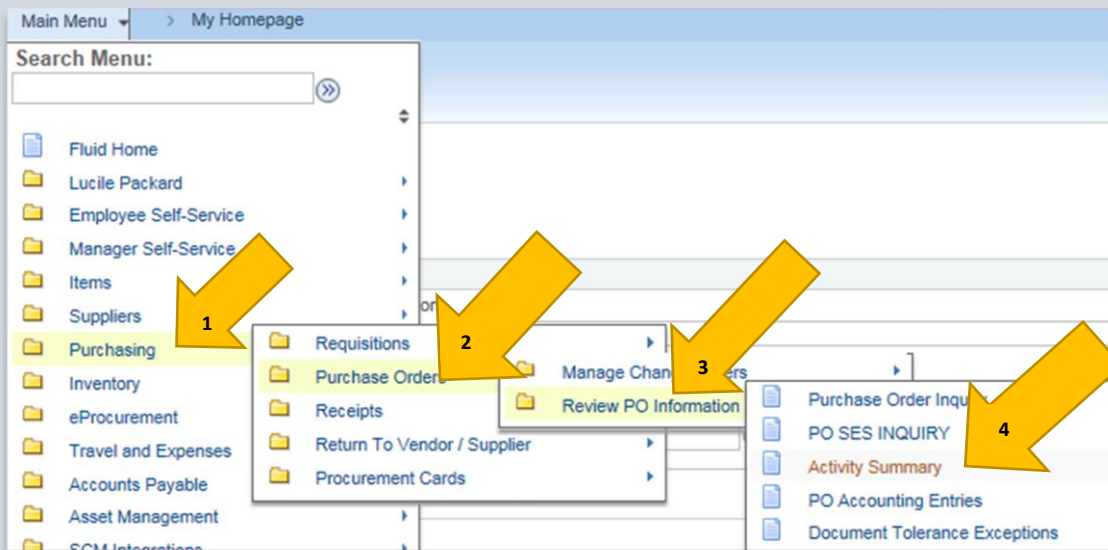 Main Menu > My Homepage
Search Menu:
Fluid Home
Lucile Packard
Employee Self-Service
Manager Self-Service
Items
Suppliers
Purchasing
Inventory
eProcurement
Travel and Expenses
Accounts Payable
Asset Management
SCM Integrations
1
Requisitions
Purchase Orders
Receipts
Return To Vendor / Supplier
Procurement Cards
2
Manage
Review PO Information
3
Purchase Order
PO SES INQUIRY
Activity Summary
PO Accounting Entries
Document Tolerance Exceptions
4